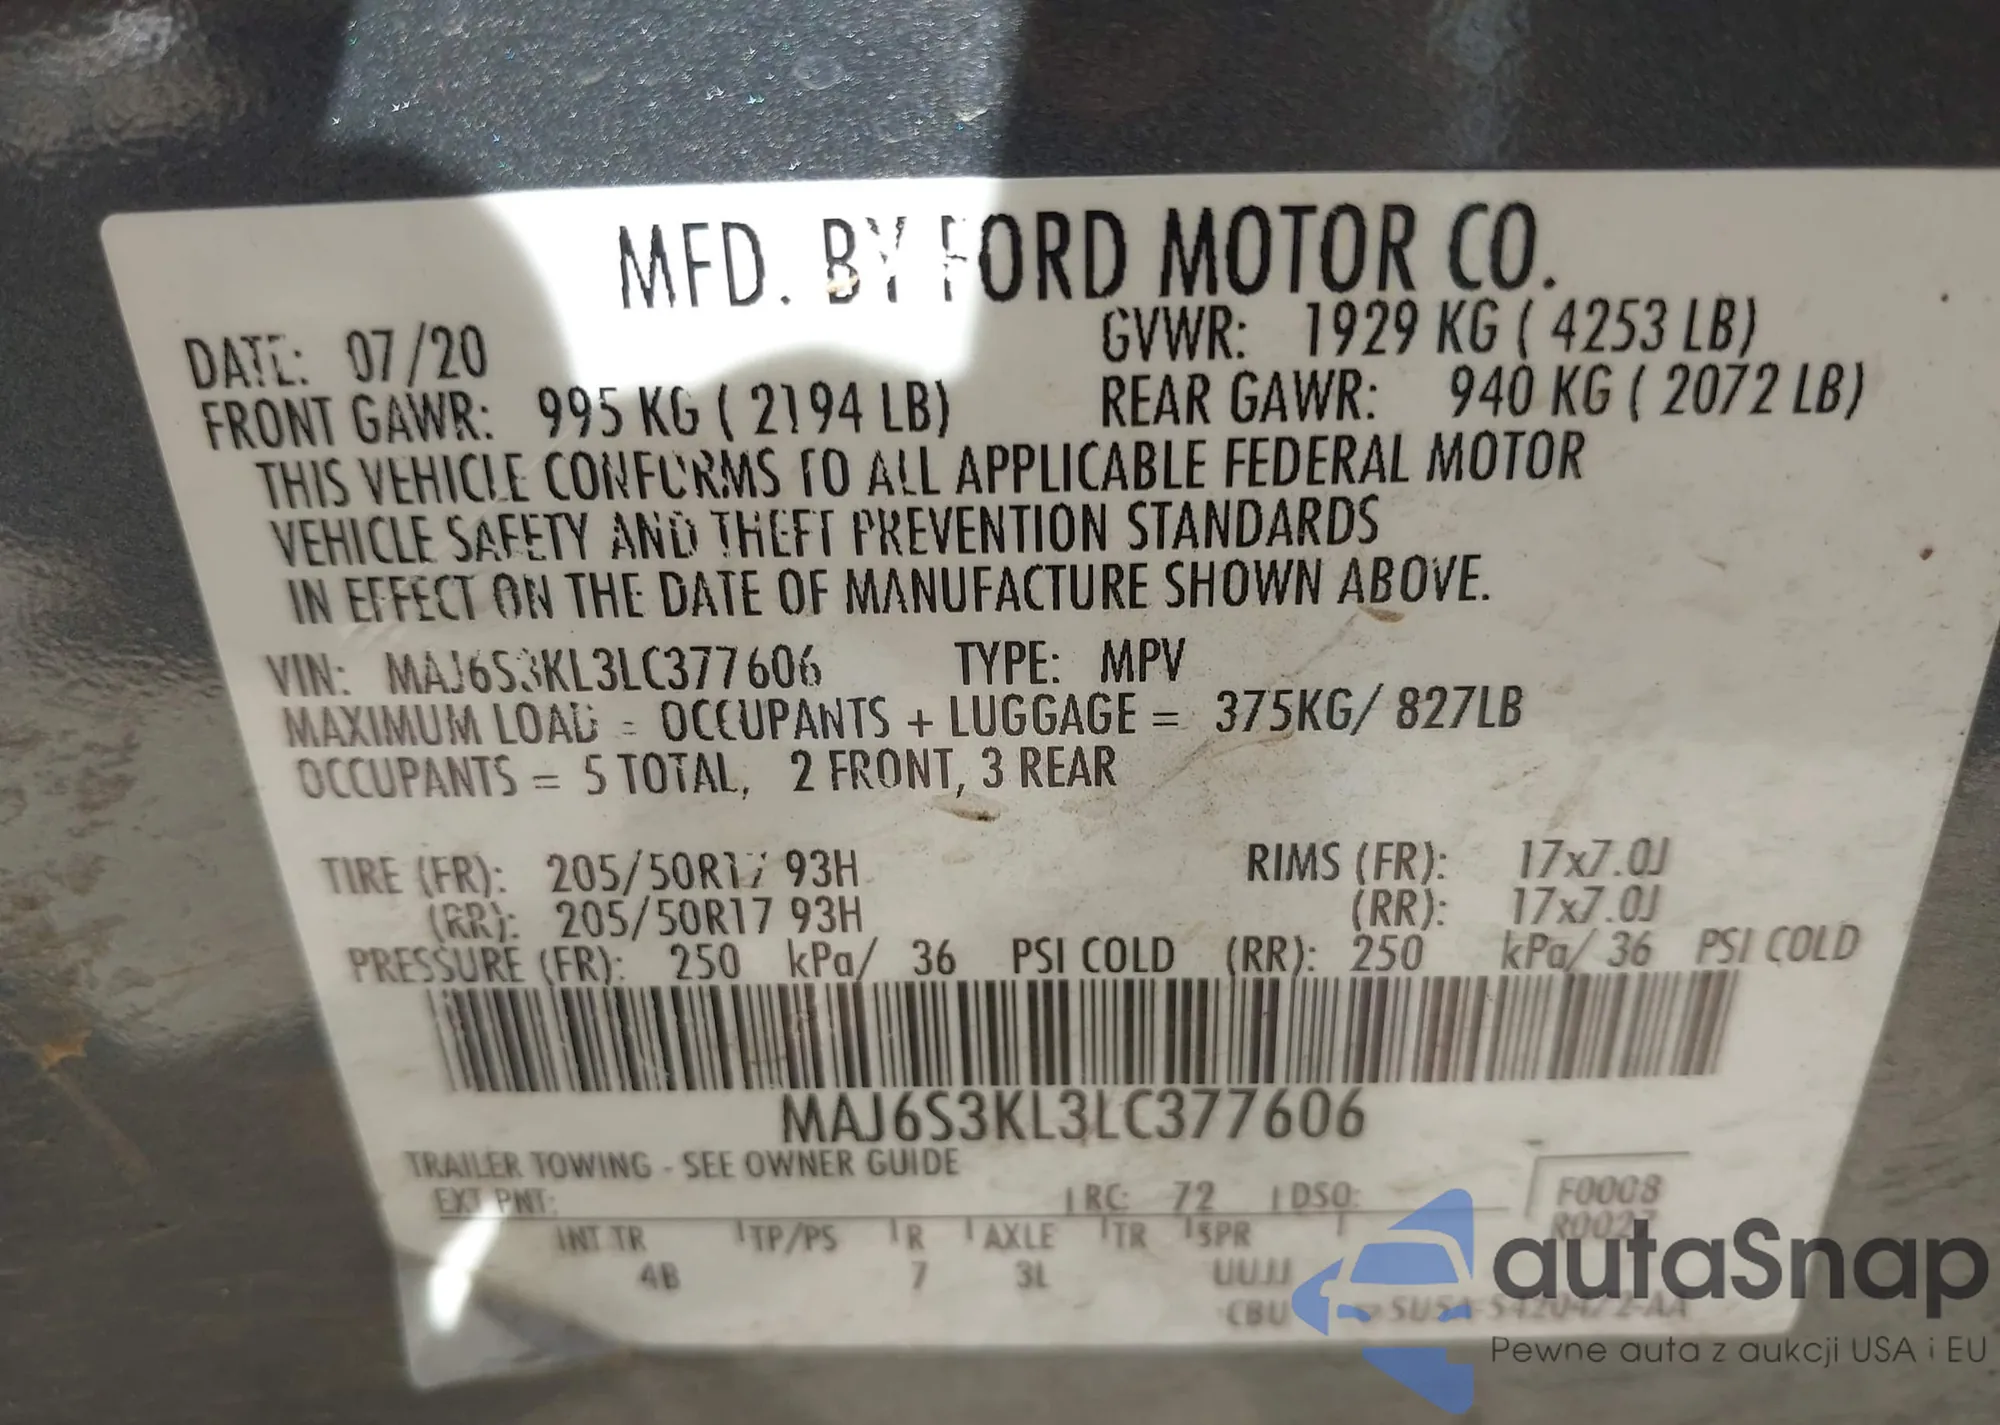 MFD. BY FORD MOTOR CO.
DATE: 07/20 GVWR: 1929 KG ( 4253 LB)
FRONT GAWR: 995 KG ( 2194 LB) REAR GAWR: 940 KG ( 2072 LB)
THIS VEHICLE CONFORMS TO ALL APPLICABLE FEDERAL MOTOR
VEHICLE SAFETY AND THEFT PREVENTION STANDARDS
IN EFFECT ON THE DATE OF MANUFACTURE SHOWN ABOVE.
VIN: MAJ6S3KL3LC377606 TYPE: MPV
MAXIMUM LOAD = OCCUPANTS + LUGGAGE = 375KG/ 827LB
OCCUPANTS = 5 TOTAL, 2 FRONT, 3 REAR
TIRE (FR): 205/50R17 93H RIMS (FR): 17x7.0J
(RR): 205/50R17 93H (RR): 17x7.0J
PRESSURE (FR): 250 kPa/ 36 PSI COLD (RR): 250 kPa/ 36 PSI COLD
MAJ6S3KL3LC377606
TRAILER TOWING - SEE OWNER GUIDE
EXT PNT: RC: 72 DSO: F0008
R0027
INT TR TP/PS R AXLE TR SPR
4B 7 3L UUJJ
CBU
autaSnap
Pewne auta z aukcji USA i EU